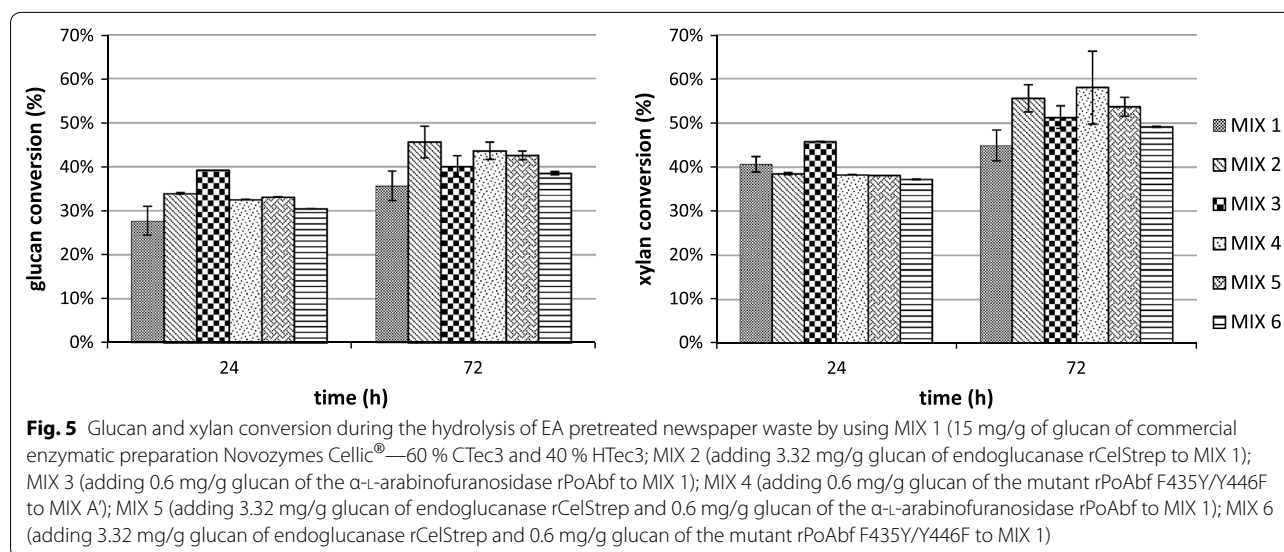 70%
60%
50%
40%
30%
20%
10%
0%
glucan conversion (%)
24
72
time (h)
70%
60%
50%
40%
30%
20%
10%
0%
xylan conversion (%)
24
72
time (h)
MIX 1
MIX 2
MIX 3
MIX 4
MIX 5
MIX 6
Fig. 5 Glucan and xylan conversion during the hydrolysis of EA pretreated newspaper waste by using MIX 1 (15 mg/g of glucan of commercial
enzymatic preparation Novozymes Cellic®—60 % CTec3 and 40 % HTec3; MIX 2 (adding 3.32 mg/g glucan of endoglucanase rCelStrep to MIX 1);
MIX 3 (adding 0.6 mg/g glucan of the α-L-arabinofuranosidase rPoAbf to MIX 1); MIX 4 (adding 0.6 mg/g glucan of the mutant rPoAbf F435Y/Y446F
to MIX A'); MIX 5 (adding 3.32 mg/g glucan of endoglucanase rCelStrep and 0.6 mg/g glucan of the α-L-arabinofuranosidase rPoAbf to MIX 1); MIX 6
(adding 3.32 mg/g glucan of endoglucanase rCelStrep and 0.6 mg/g glucan of the mutant rPoAbf F435Y/Y446F to MIX 1)